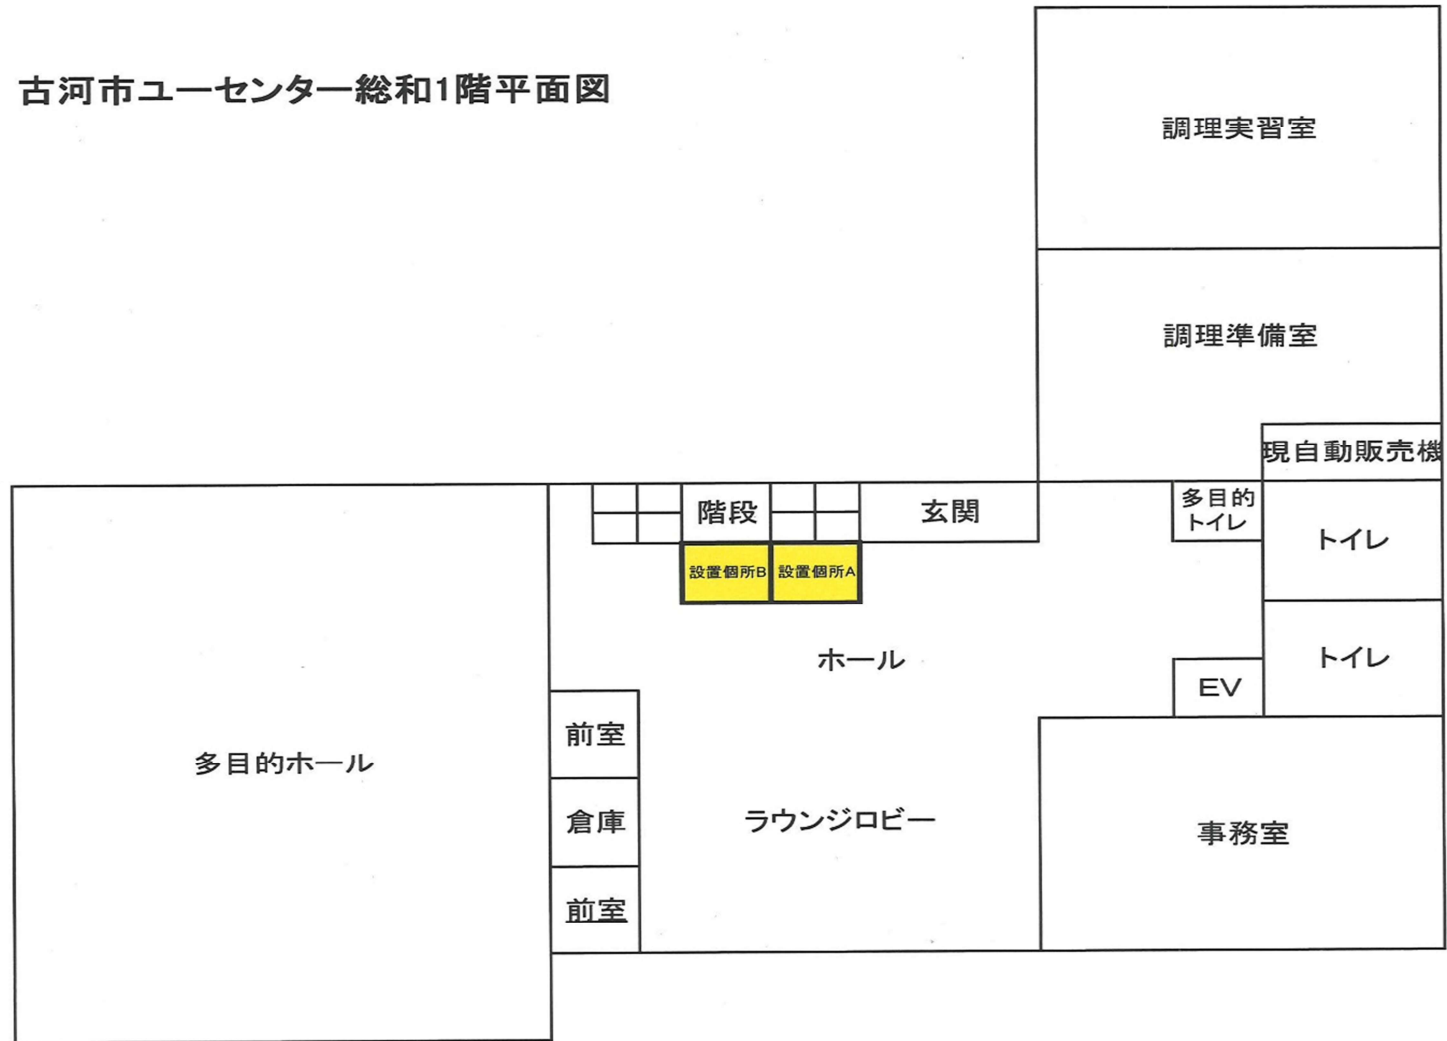 古河市ユーセンター総和1階平面図
調理実習室
調理準備室
現自動販売機
階段
玄関
多目的
トイレ
トイレ
設置個所B
設置個所A
ホール
トイレ
EV
前室
多目的ホール
倉庫
ラウンジロビー
事務室
前室